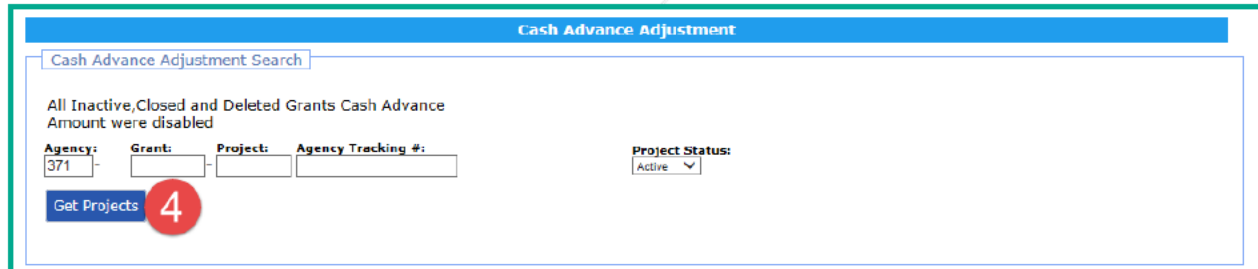 Cash Advance Adjustment
Cash Advance Adjustment Search
All Inactive,Closed and Deleted Grants Cash Advance
Amount were disabled
Agency: Grant: Project: Agency Tracking #: Project Status:
371 - - Active
Get Projects 4